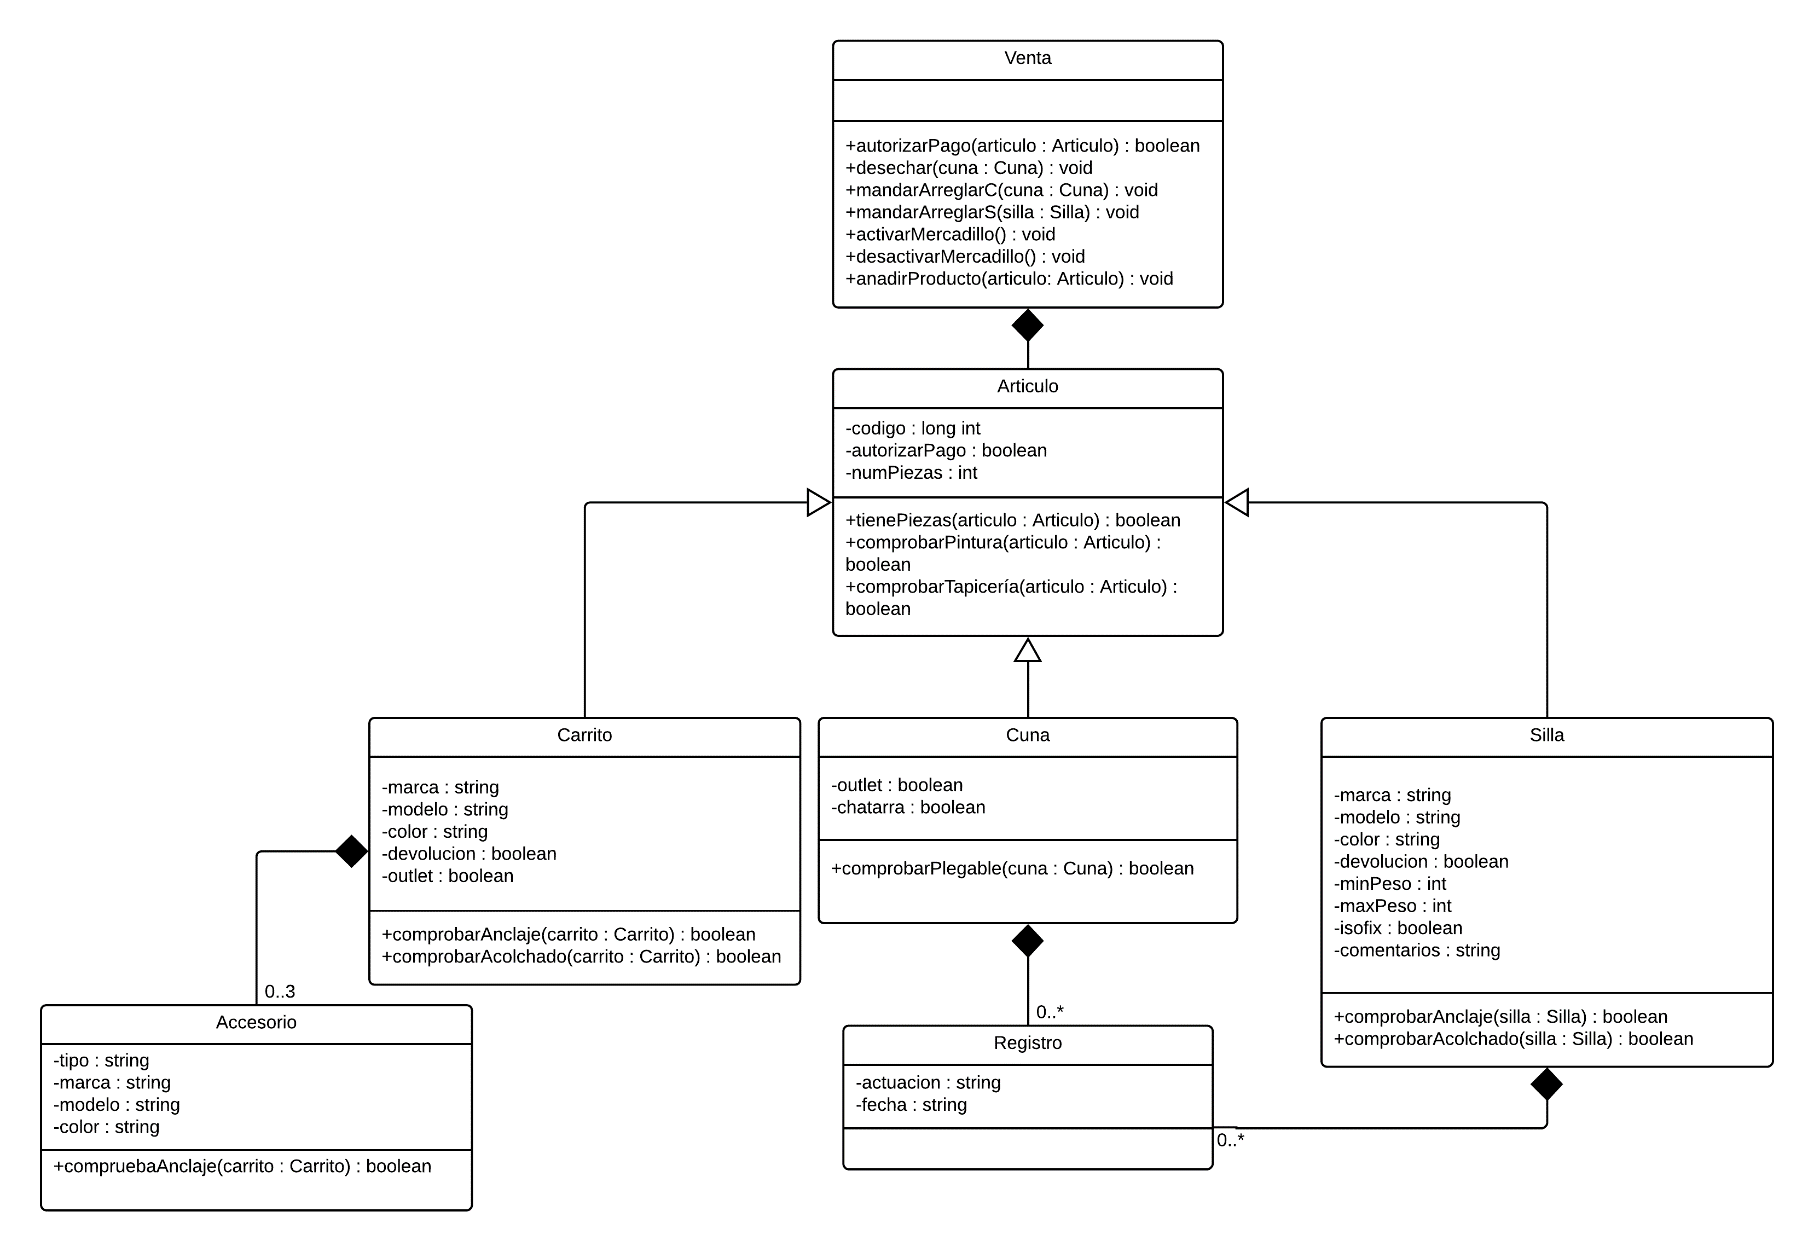 Venta
+autorizarPago(articulo : Articulo) : boolean
+desechar(cuna : Cuna) : void
+mandarArreglarC(cuna : Cuna) : void
+mandarArreglarS(silla : Silla) : void
+activarMercadillo() : void
+desactivarMercadillo() : void
+anadirProducto(articulo: Articulo) : void
Articulo
-codigo : long int
-autorizarPago : boolean
-numPiezas : int
+tienePiezas(articulo : Articulo) : boolean
+comprobarPintura(articulo : Articulo) :
boolean
+comprobarTapicería(articulo : Articulo) :
boolean
Carrito
-marca : string
-modelo : string
-color : string
-devolucion : boolean
-outlet : boolean
+comprobarAnclaje(carrito : Carrito) : boolean
+comprobarAcolchado(carrito : Carrito) : boolean
Cuna
-outlet : boolean
-chatarra : boolean
+comprobarPlegable(cuna : Cuna) : boolean
Silla
-marca : string
-modelo : string
-color : string
-devolucion : boolean
-minPeso : int
-maxPeso : int
-isofix : boolean
-comentarios : string
+comprobarAnclaje(silla : Silla) : boolean
+comprobarAcolchado(silla : Silla) : boolean
0..3
Accesorio
-tipo : string
-marca : string
-modelo : string
-color : string
+compruebaAnclaje(carrito : Carrito) : boolean
0..*
Registro
-actuacion : string
-fecha : string
0..*